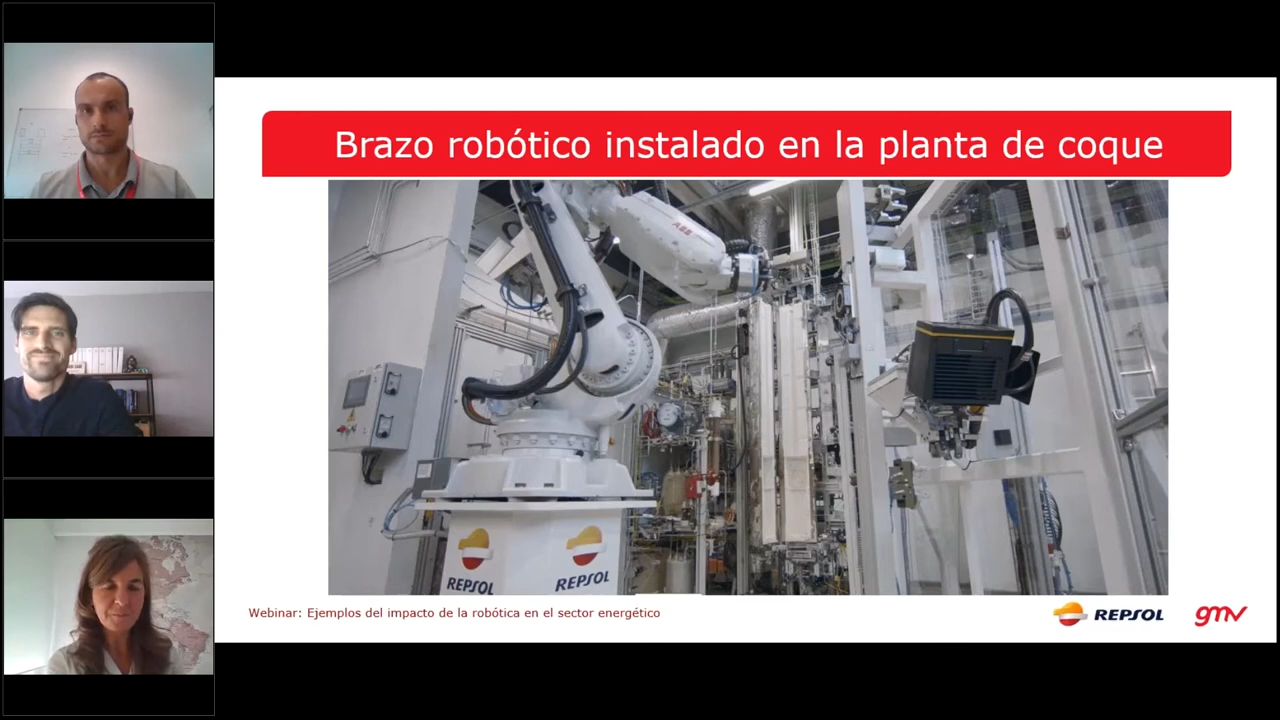 Brazo robótico instalado en la planta de coque
ABB
REPSOL
REPSOL
Webinar: Ejemplos del impacto de la robótica en el sector energético
REPSOL
gmv